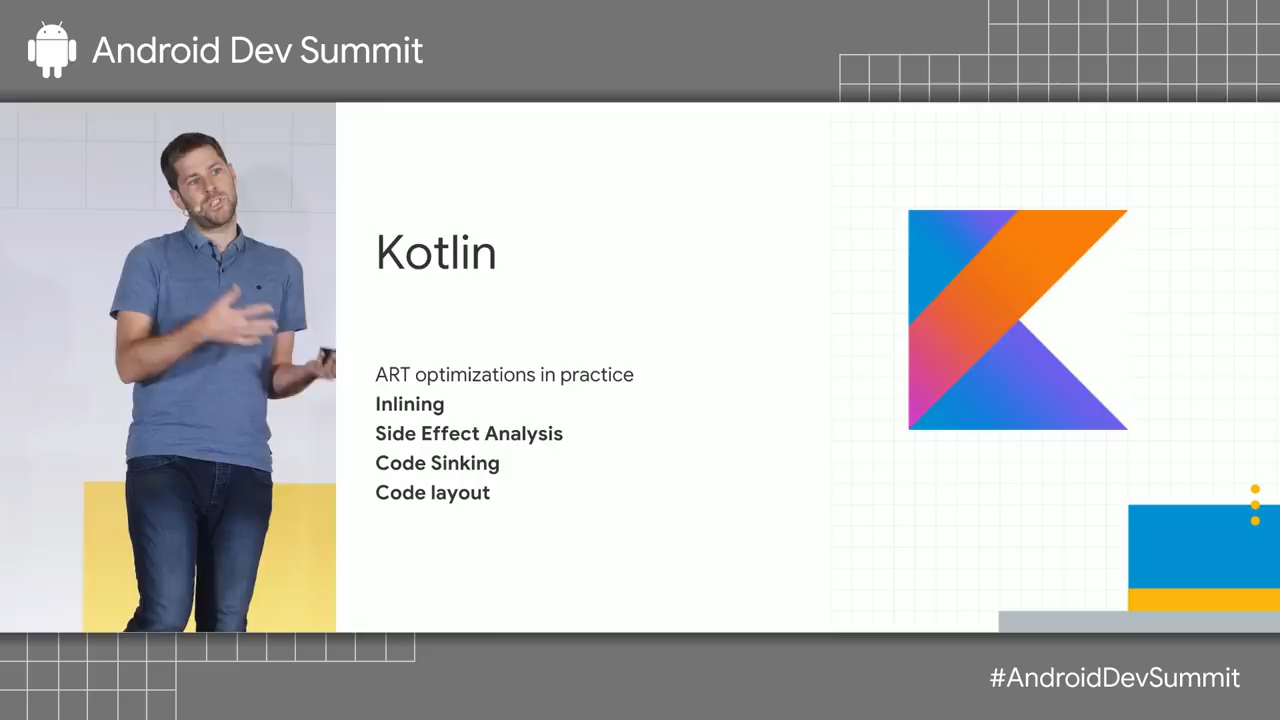 Android Dev Summit
Kotlin
ART optimizations in practice
Inlining
Side Effect Analysis
Code Sinking
Code layout
#AndroidDevSummit